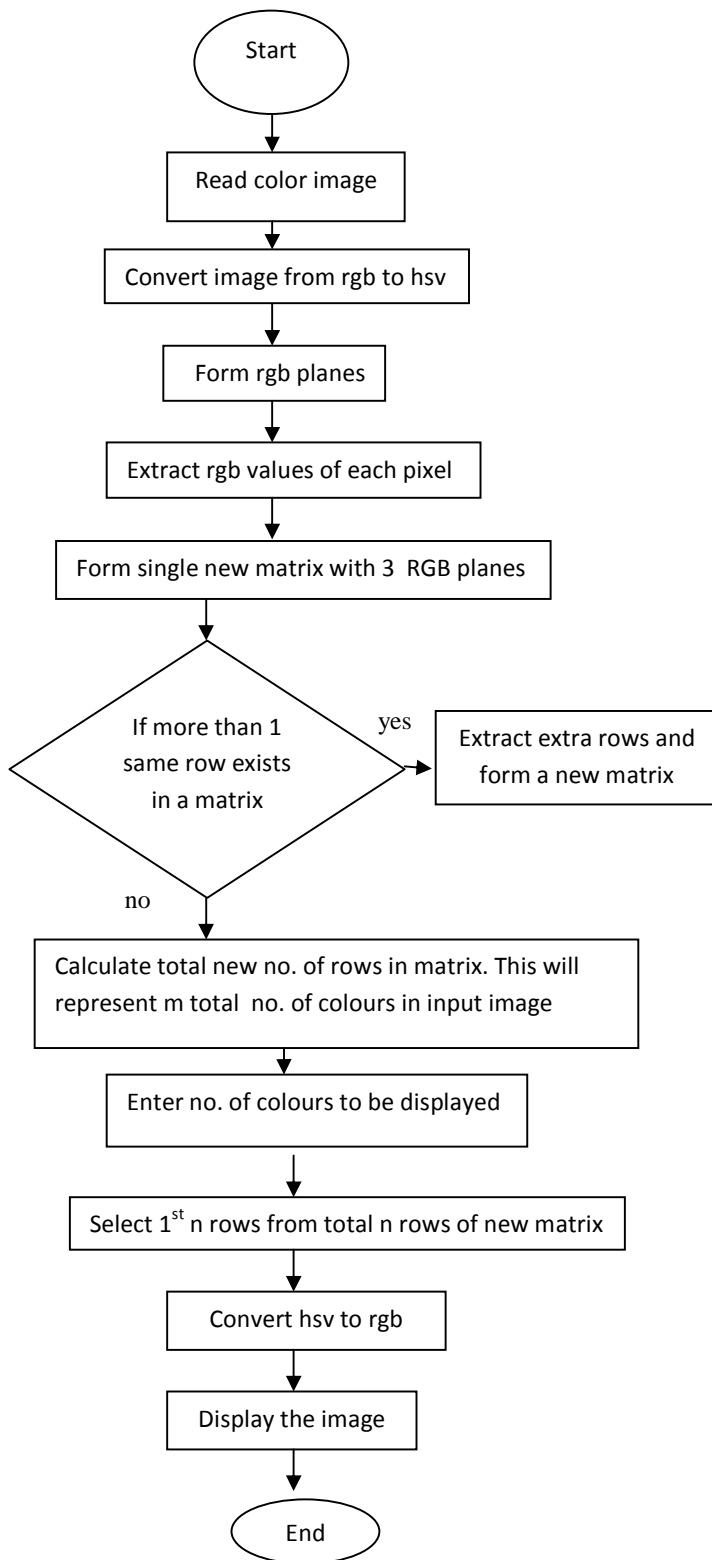 Start
Read color image
Convert image from rgb to hsv
Form rgb planes
Extract rgb values of each pixel
Form single new matrix with 3 RGB planes
If more than 1
same row exists
in a matrix
yes
Extract extra rows and
form a new matrix
no
Calculate total new no. of rows in matrix. This will
represent m total no. of colours in input image
Enter no. of colours to be displayed
Select 1st n rows from total n rows of new matrix
Convert hsv to rgb
Display the image
End